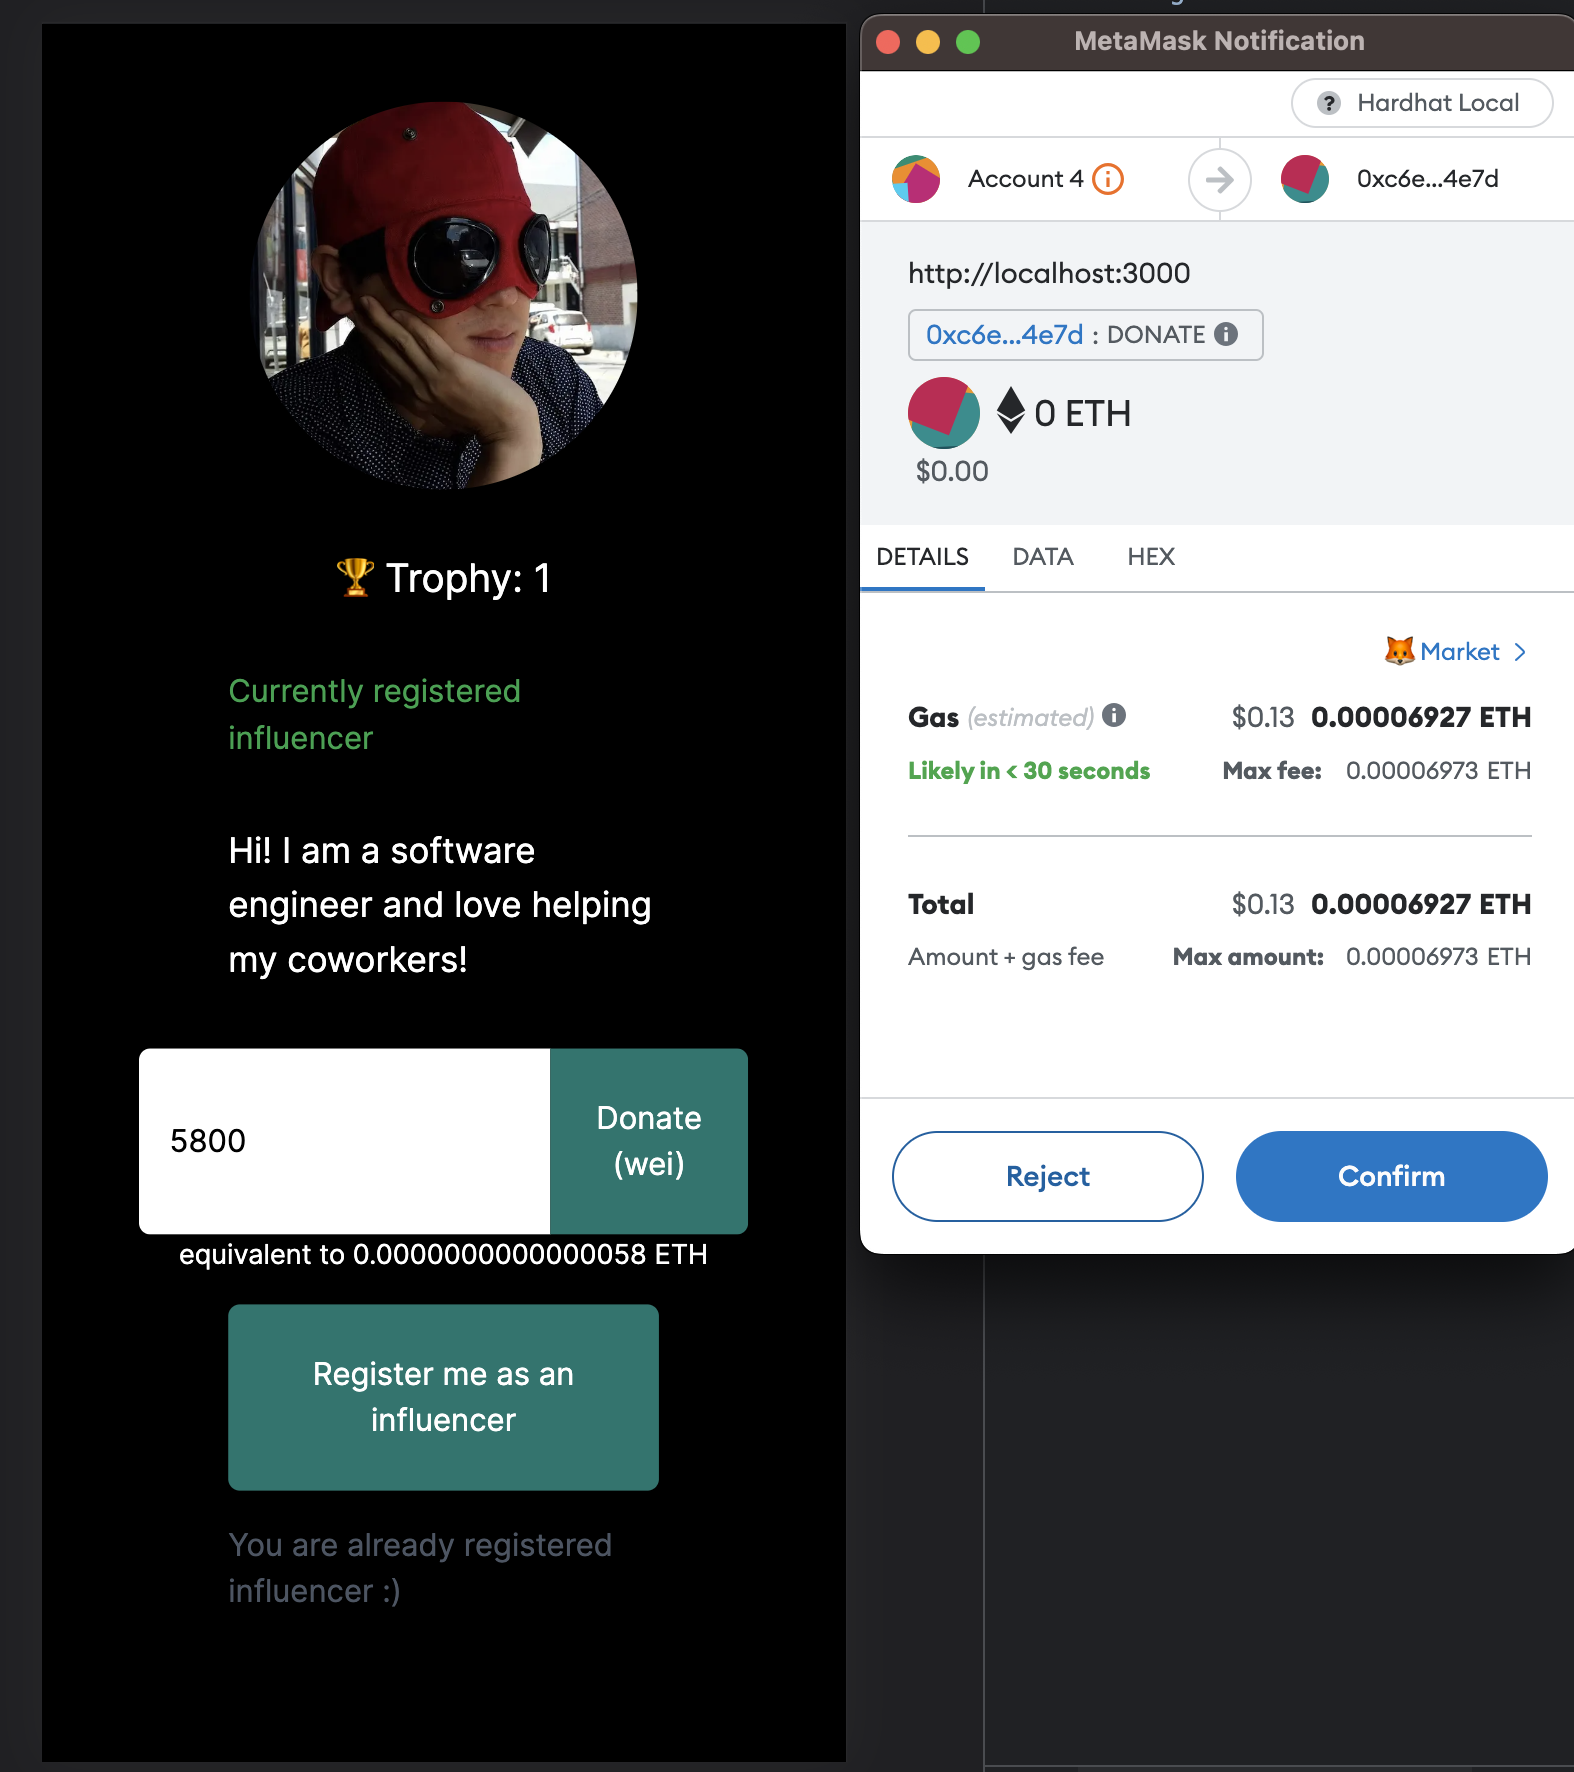 🏆 Trophy: 1
Currently registered
influencer
Hi! I am a software
engineer and love helping
my coworkers!
5800
Donate
(wei)
equivalent to 0.0000000000000058 ETH
Register me as an
influencer
You are already registered
influencer :)
MetaMask Notification
? Hardhat Local
Account 4
0xc6e...4e7d
http://localhost:3000
0xc6e...4e7d : DONATE
0 ETH
$0.00
DETAILS DATA HEX
🦊 Market >
Gas (estimated) $0.13 0.00006927 ETH
Likely in < 30 seconds Max fee: 0.00006973 ETH
Total $0.13 0.00006927 ETH
Amount + gas fee Max amount: 0.00006973 ETH
Reject Confirm